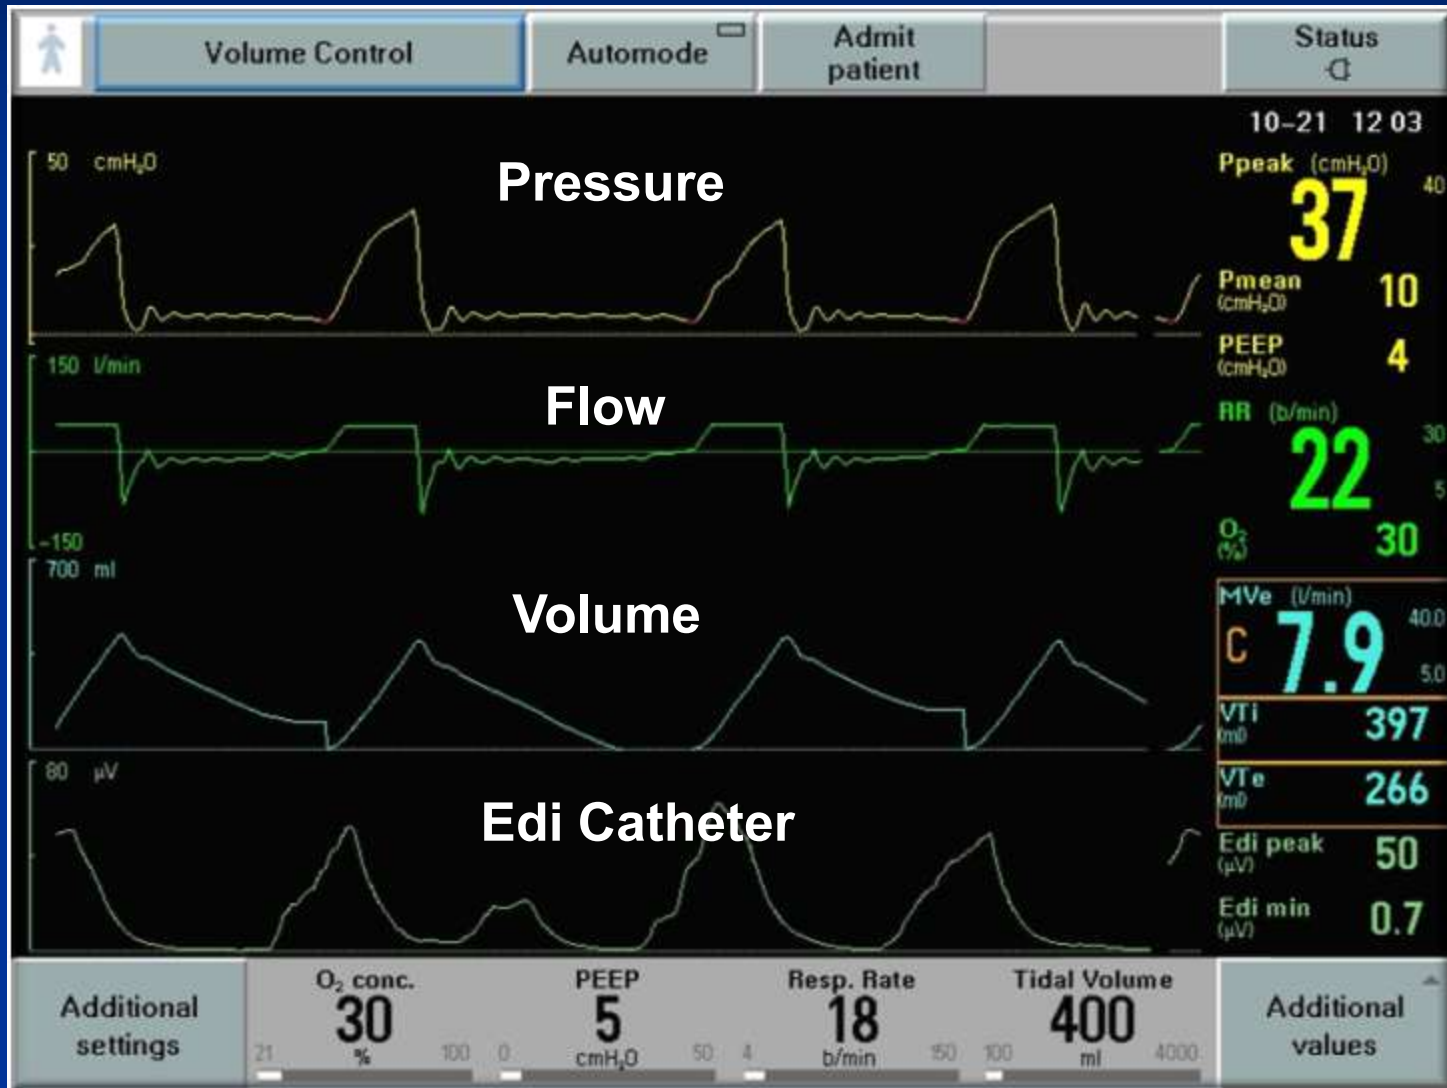 Volume Control
Automode
Admit
patient
Status
10-21 12 03
50 cmH₂O
Pressure
Ppeak (cmH₂O)
37
40
Pmean
(cmH₂O)
10
PEEP
(cmH₂O)
4
150 l/min
Flow
-150
RR (b/min)
22
30
5
O₂
(%)
30
700 ml
Volume
MVe (l/min)
C
7.9
40.0
5.0
VTi
(ml)
397
VTe
(ml)
266
80 µV
Edi Catheter
Edi peak
(µV)
50
Edi min
(µV)
0.7
Additional
settings
O₂ conc.
30
21 % 100
PEEP
5
0 cmH₂O 50
Resp. Rate
18
4 b/min 150
Tidal Volume
400
100 ml 4000
Additional
values